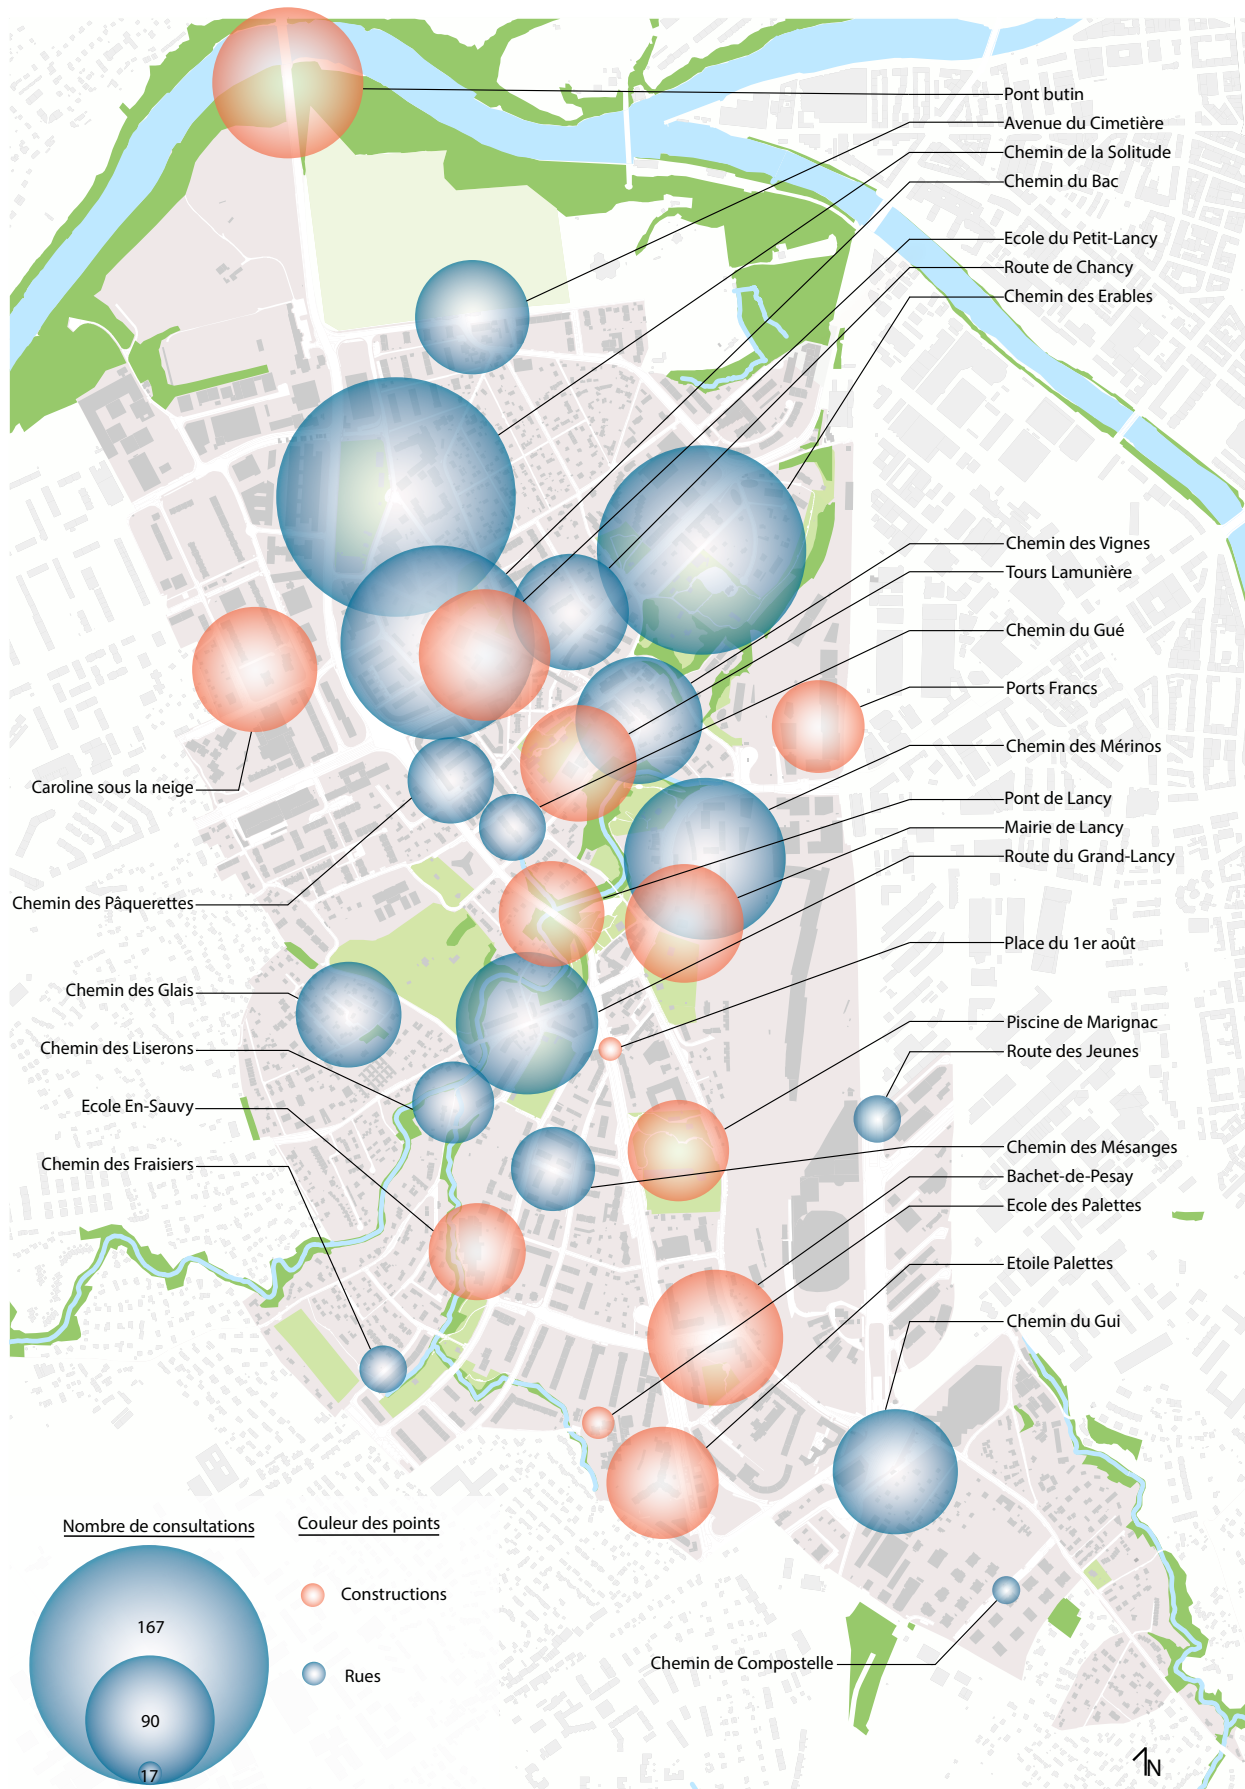 Pont butin
Avenue du Cimetière
Chemin de la Solitude
Chemin du Bac
Ecole du Petit-Lancy
Route de Chancy
Chemin des Erables
Chemin des Vignes
Tours Lamunière
Chemin du Gué
Ports Francs
Chemin des Mérinos
Caroline sous la neige
Pont de Lancy
Mairie de Lancy
Route du Grand-Lancy
Chemin des Pâquerettes
Place du 1er août
Chemin des Glais
Piscine de Marignac
Chemin des Liserons
Route des Jeunes
Ecole En-Sauvy
Chemin des Mésanges
Chemin des Fraisiers
Bachet-de-Pesay
Ecole des Palettes
Etoile Palettes
Chemin du Gui
Nombre de consultations
167
90
17
Couleur des points
Constructions
Rues
Chemin de Compostelle
N